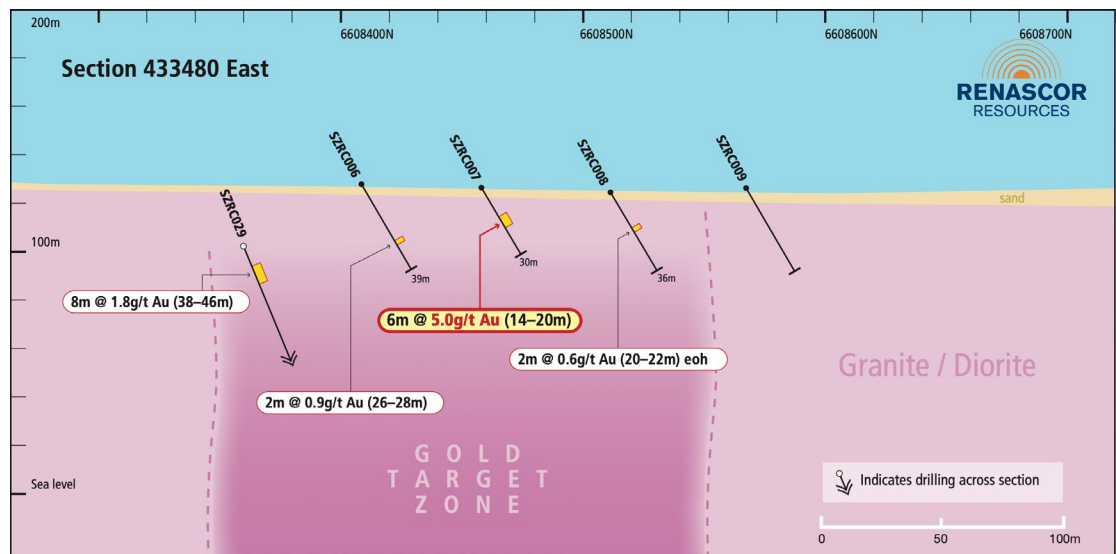 200m
6608400N
6608500N
6608600N
6608700N
Section 433480 East
RENASCOR
RESOURCES
SZRC006
SZRC007
SZRC008
SZRC009
SZRC029
sand
100m
39m
30m
36m
8m @ 1.8g/t Au (38–46m)
6m @ 5.0g/t Au (14–20m)
2m @ 0.6g/t Au (20–22m) eoh
Granite / Diorite
2m @ 0.9g/t Au (26–28m)
GOLD
TARGET
ZONE
Sea level
Indicates drilling across section
0 50 100m